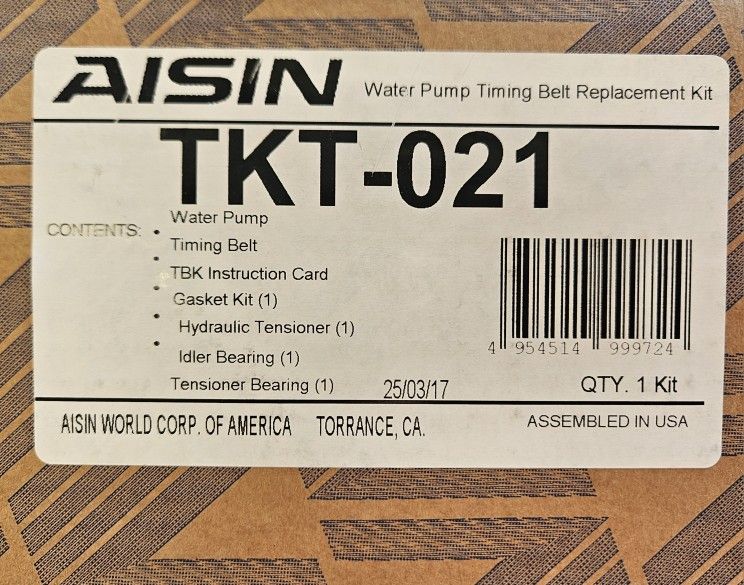 AISIN Water Pump Timing Belt Replacement Kit
TKT-021
CONTENTS:
• Water Pump
• Timing Belt
• TBK Instruction Card
• Gasket Kit (1)
• Hydraulic Tensioner (1)
Idler Bearing (1)
Tensioner Bearing (1)
25/03/17
4 954514 999724
QTY. 1 Kit
AISIN WORLD CORP. OF AMERICA TORRANCE, CA.
ASSEMBLED IN USA